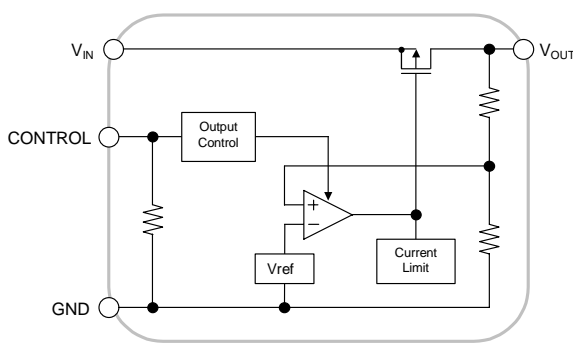 V_IN
V_OUT
CONTROL
Output
Control
+
−
Vref
Current
Limit
GND